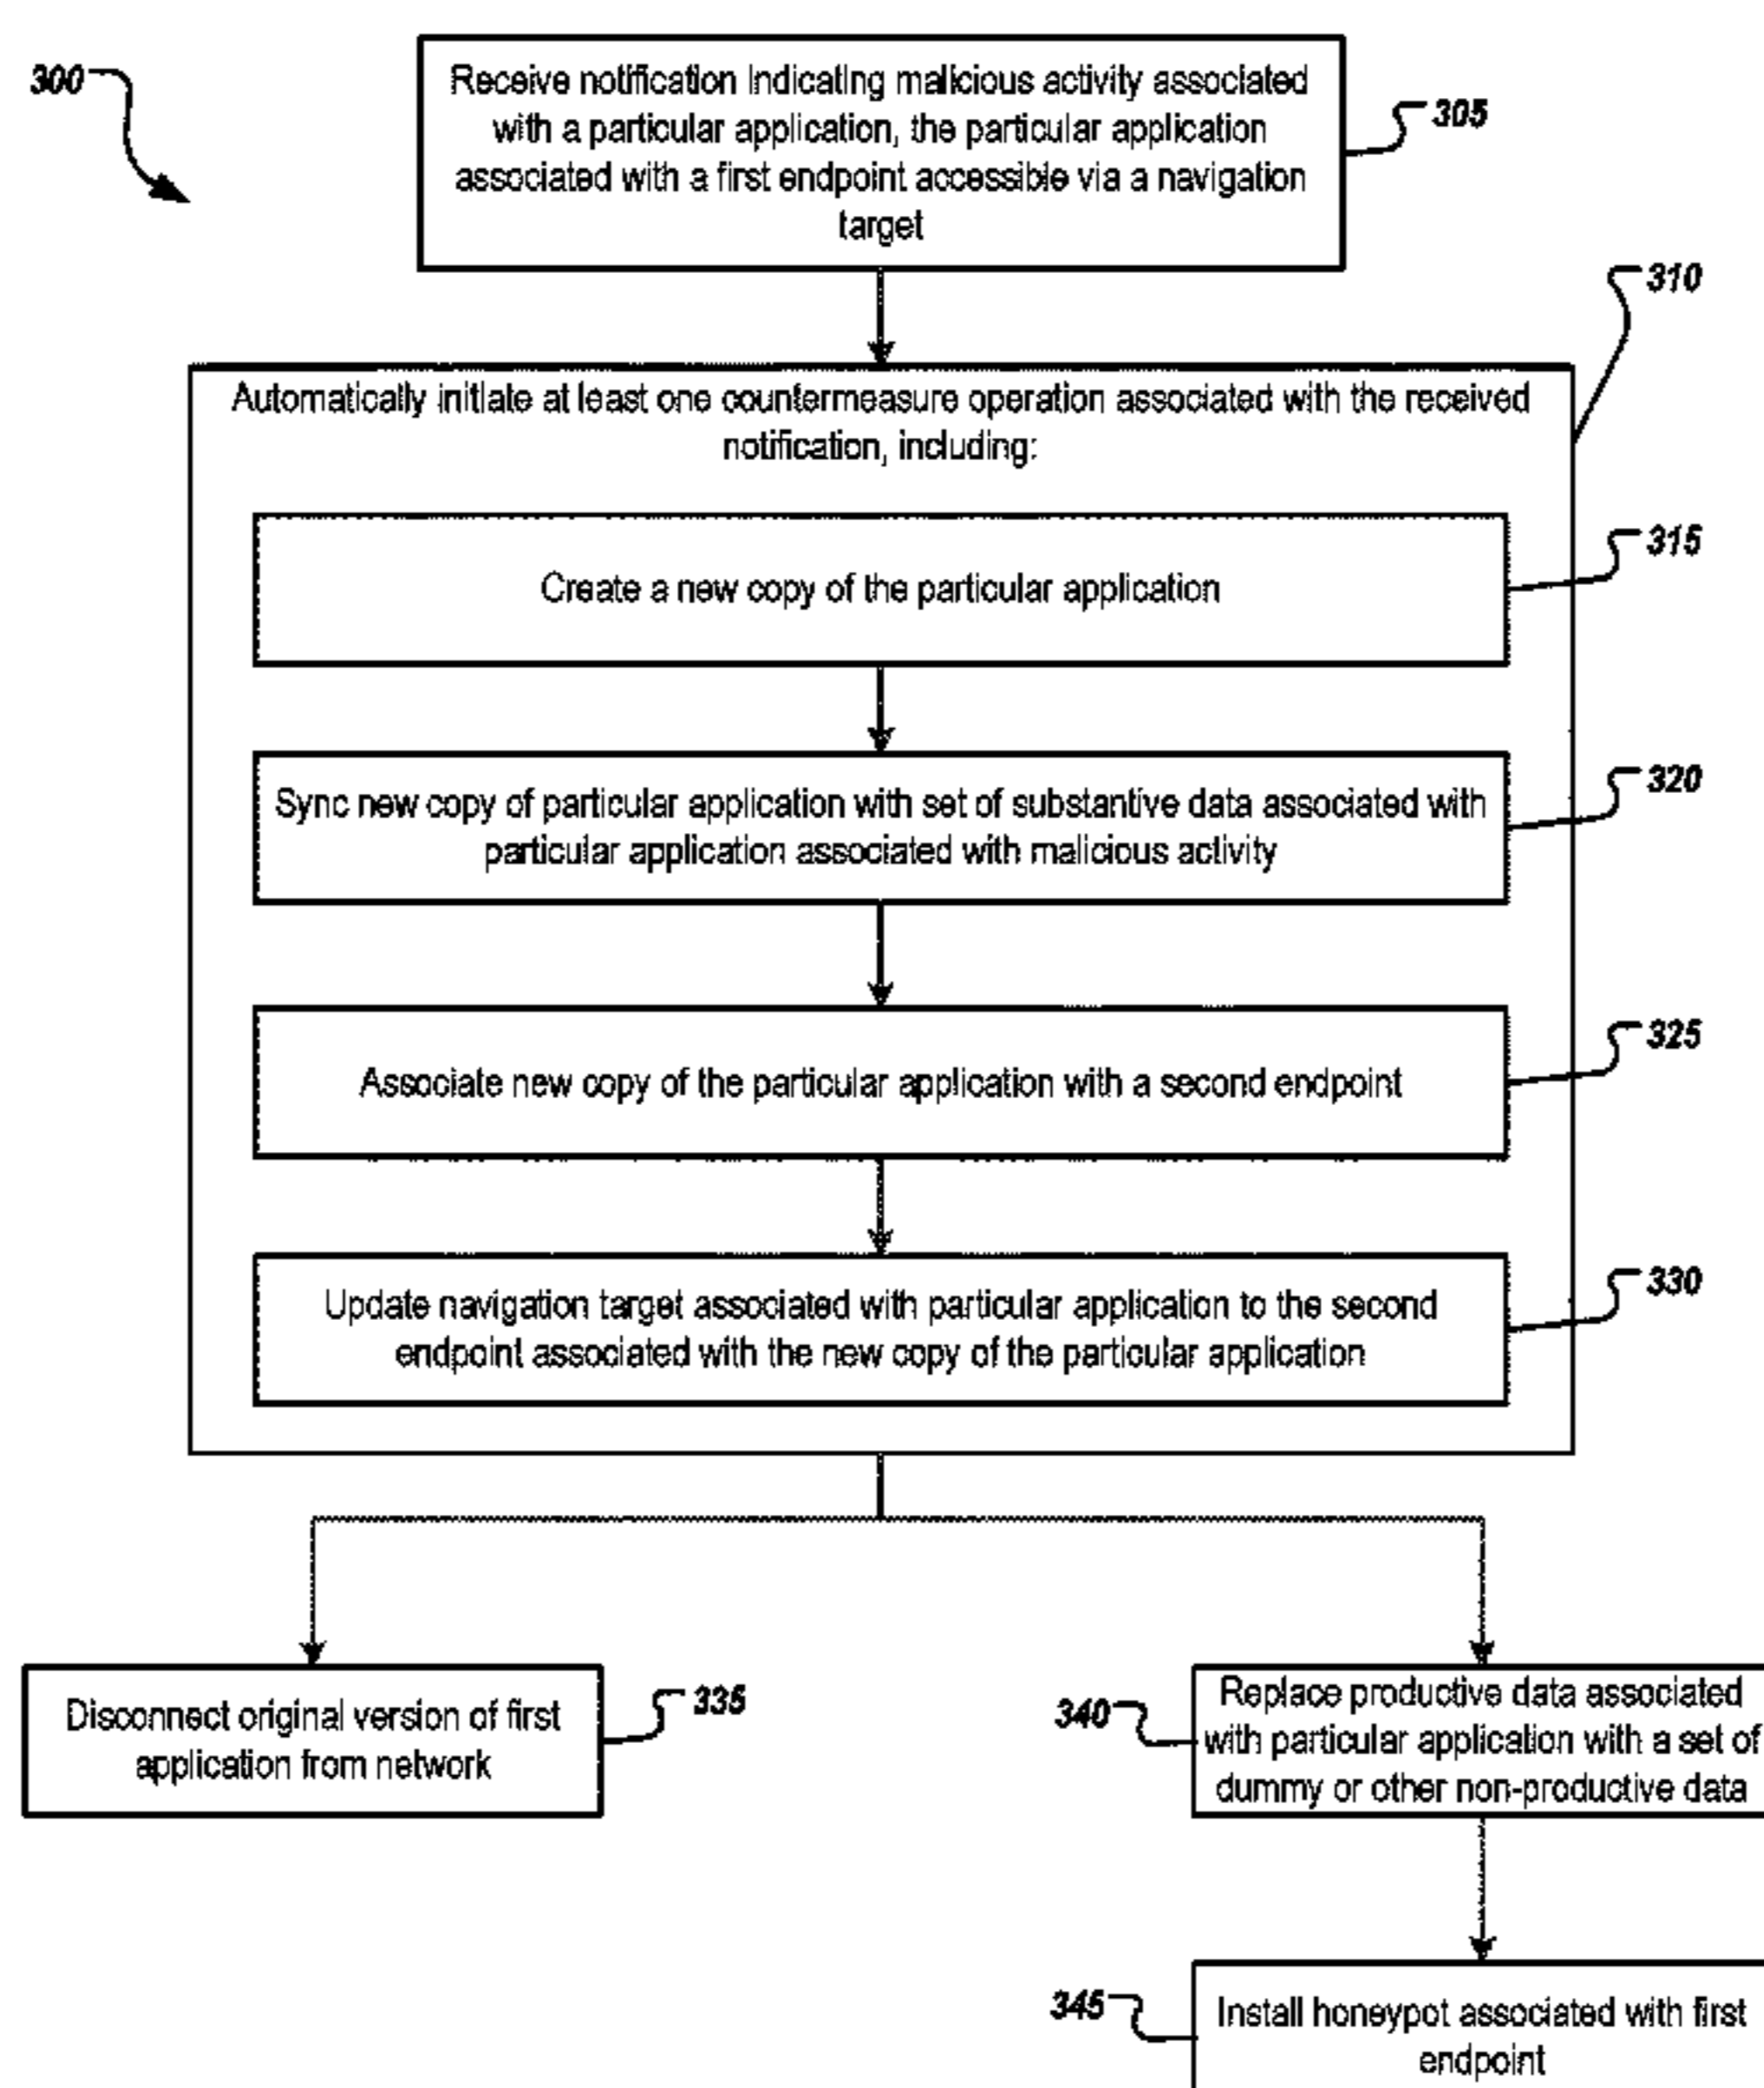 300
Receive notification indicating malicious activity associated
with a particular application, the particular application
associated with a first endpoint accessible via a navigation
target
305
310
Automatically initiate at least one countermeasure operation associated with the received
notification, including:
Create a new copy of the particular application
315
Sync new copy of particular application with set of substantive data associated with
particular application associated with malicious activity
320
Associate new copy of the particular application with a second endpoint
325
Update navigation target associated with particular application to the second
endpoint associated with the new copy of the particular application
330
Disconnect original version of first
application from network
335
340
Replace productive data associated
with particular application with a set of
dummy or other non-productive data
345
Install honeypot associated with first
endpoint